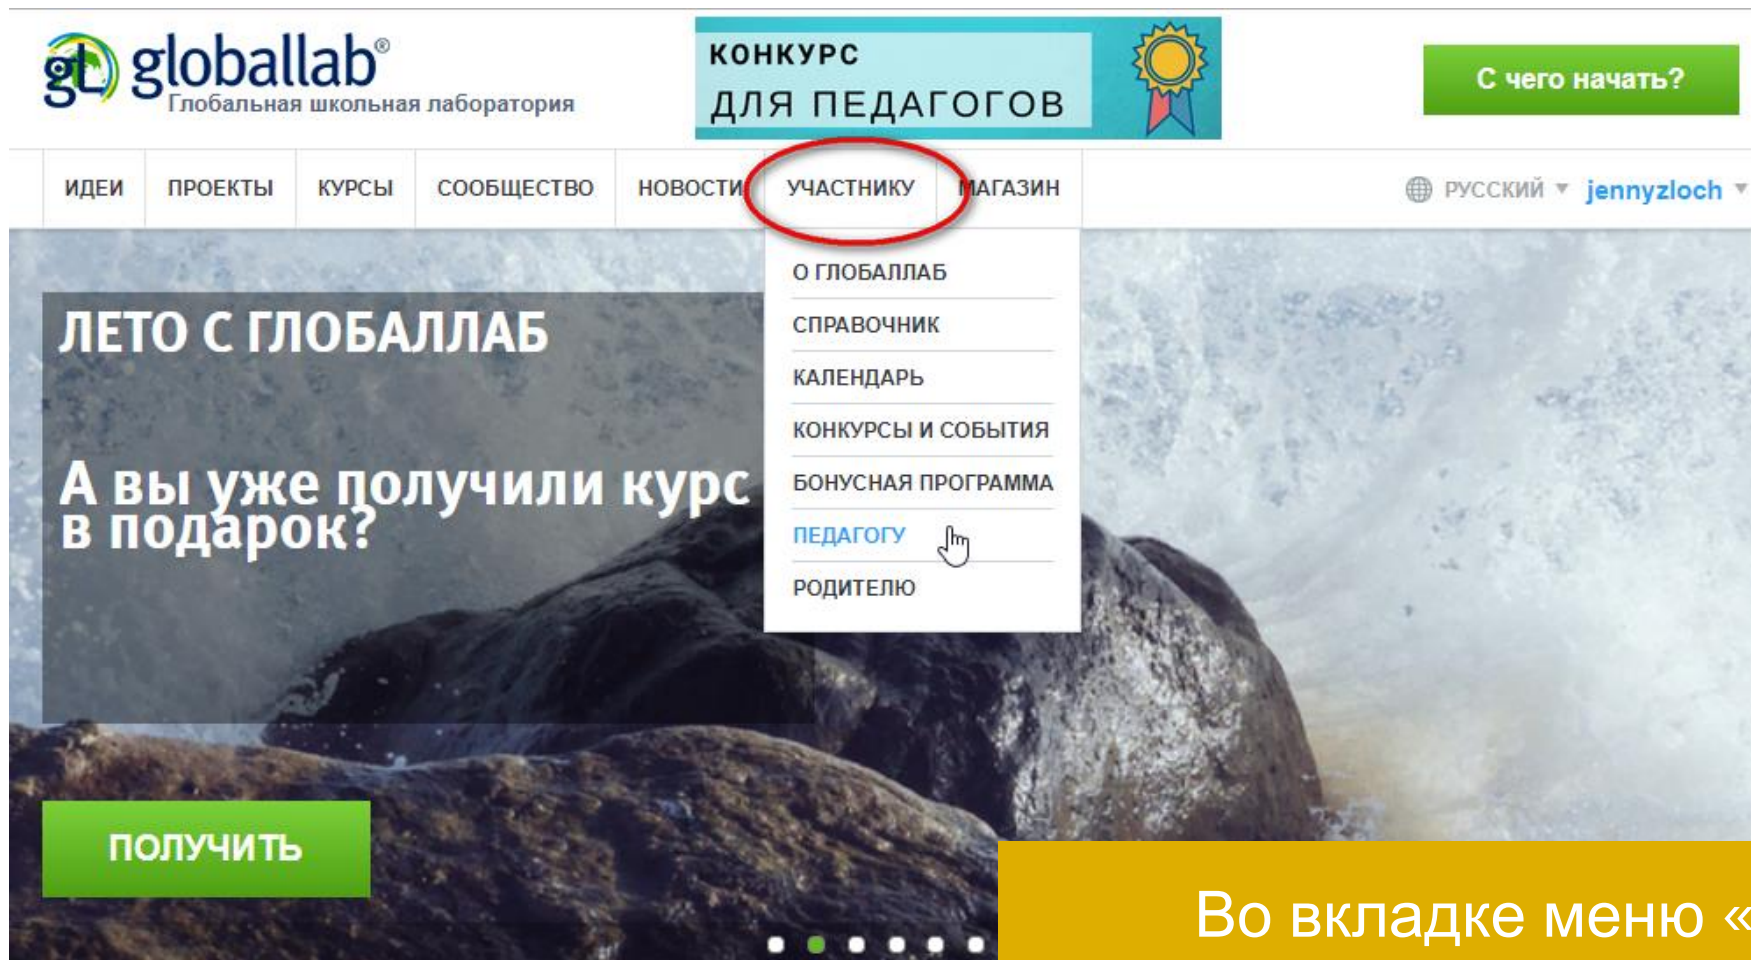 gL globallab®
Глобальная школьная лаборатория
КОНКУРС
ДЛЯ ПЕДАГОГОВ
С чего начать?
ИДЕИ ПРОЕКТЫ КУРСЫ СООБЩЕСТВО НОВОСТИ УЧАСТНИКУ МАГАЗИН РУССКИЙ jennyzloch
О ГЛОБАЛЛАБ
СПРАВОЧНИК
КАЛЕНДАРЬ
КОНКУРСЫ И СОБЫТИЯ
БОНУСНАЯ ПРОГРАММА
ПЕДАГОГУ
РОДИТЕЛЮ
ЛЕТО С ГЛОБАЛЛАБ
А вы уже получили курс
в подарок?
ПОЛУЧИТЬ
Во вкладке меню «